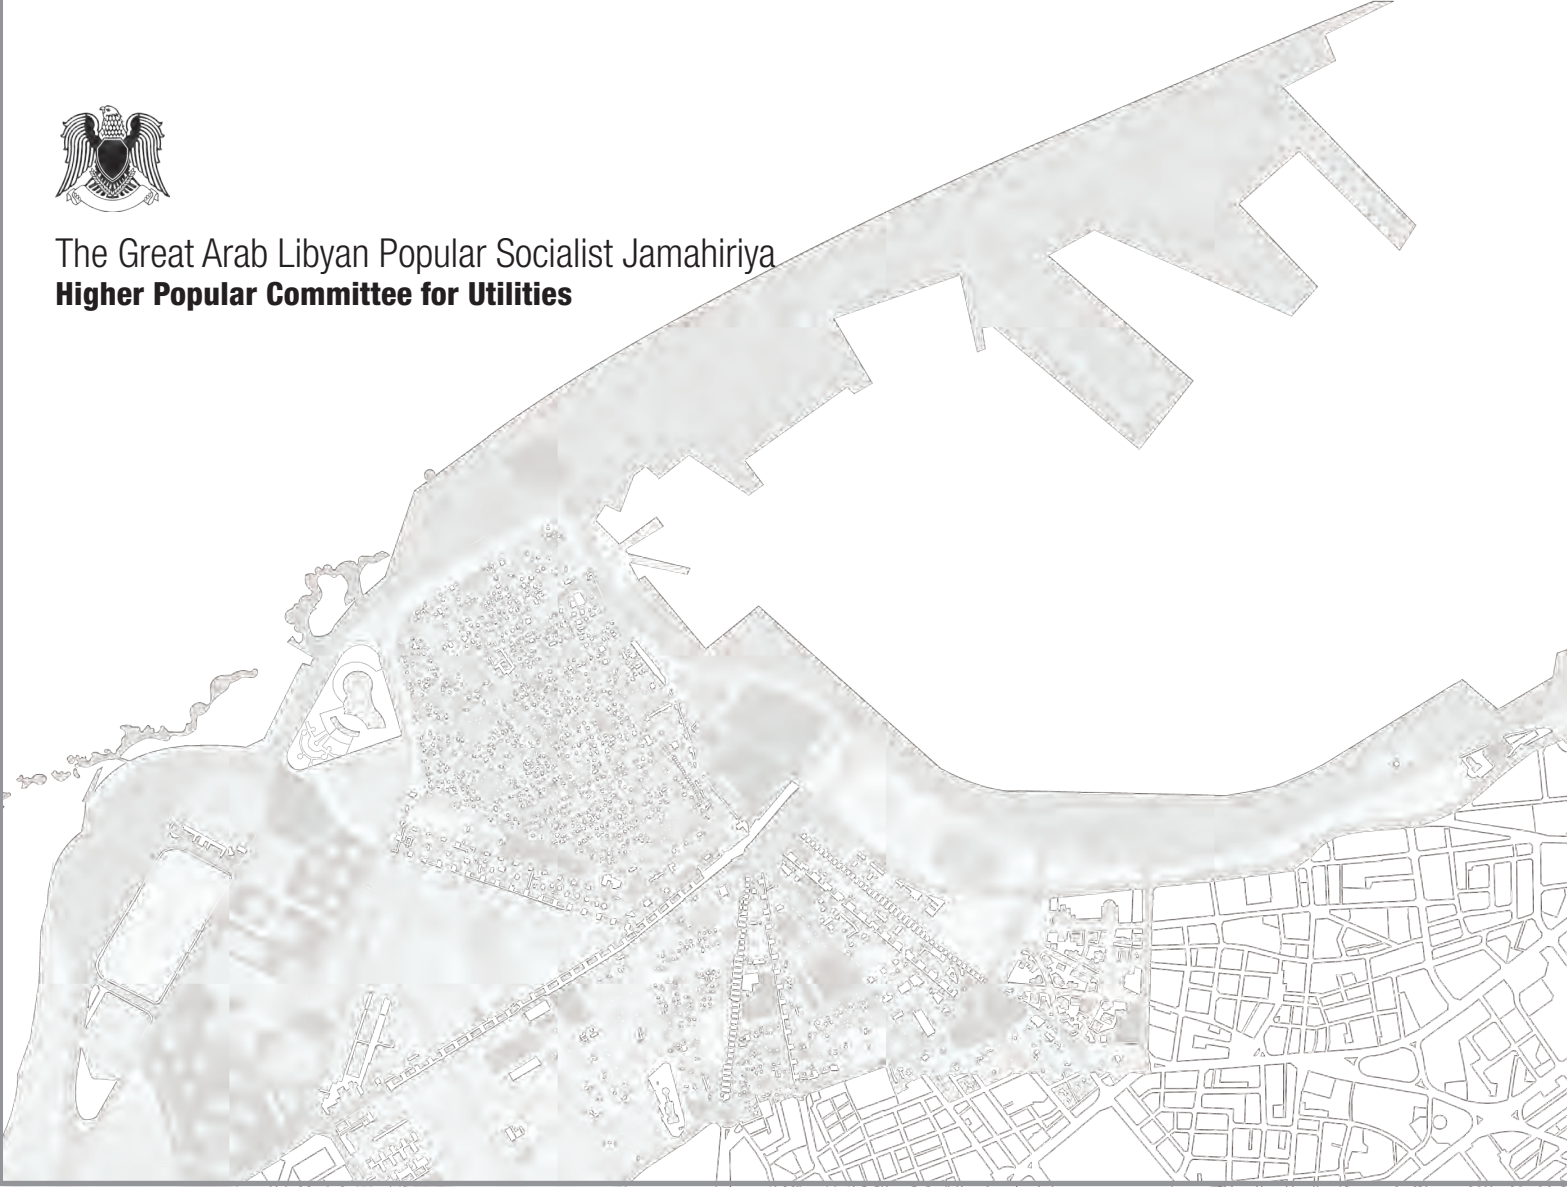 The Great Arab Libyan Popular Socialist Jamahiriya
Higher Popular Committee for Utilities